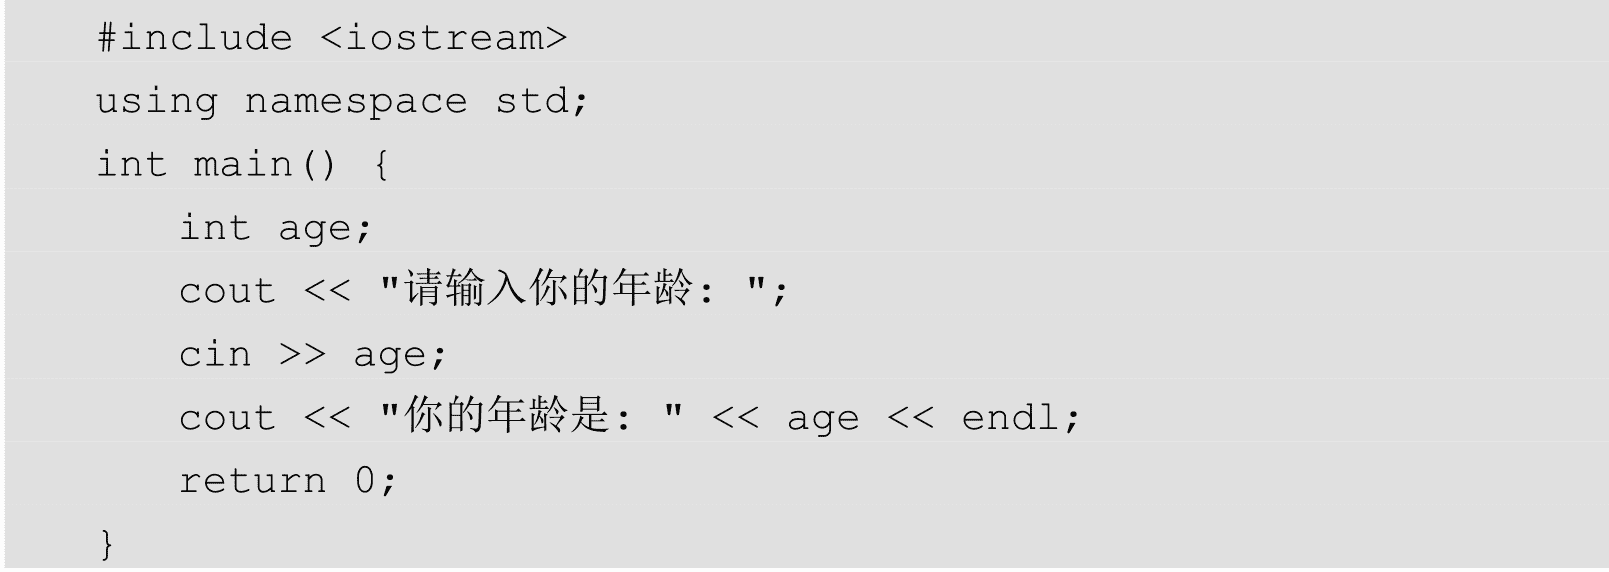 #include <iostream>
using namespace std;
int main() {
    int age;
    cout << "请输入你的年龄: ";
    cin >> age;
    cout << "你的年龄是: " << age << endl;
    return 0;
}